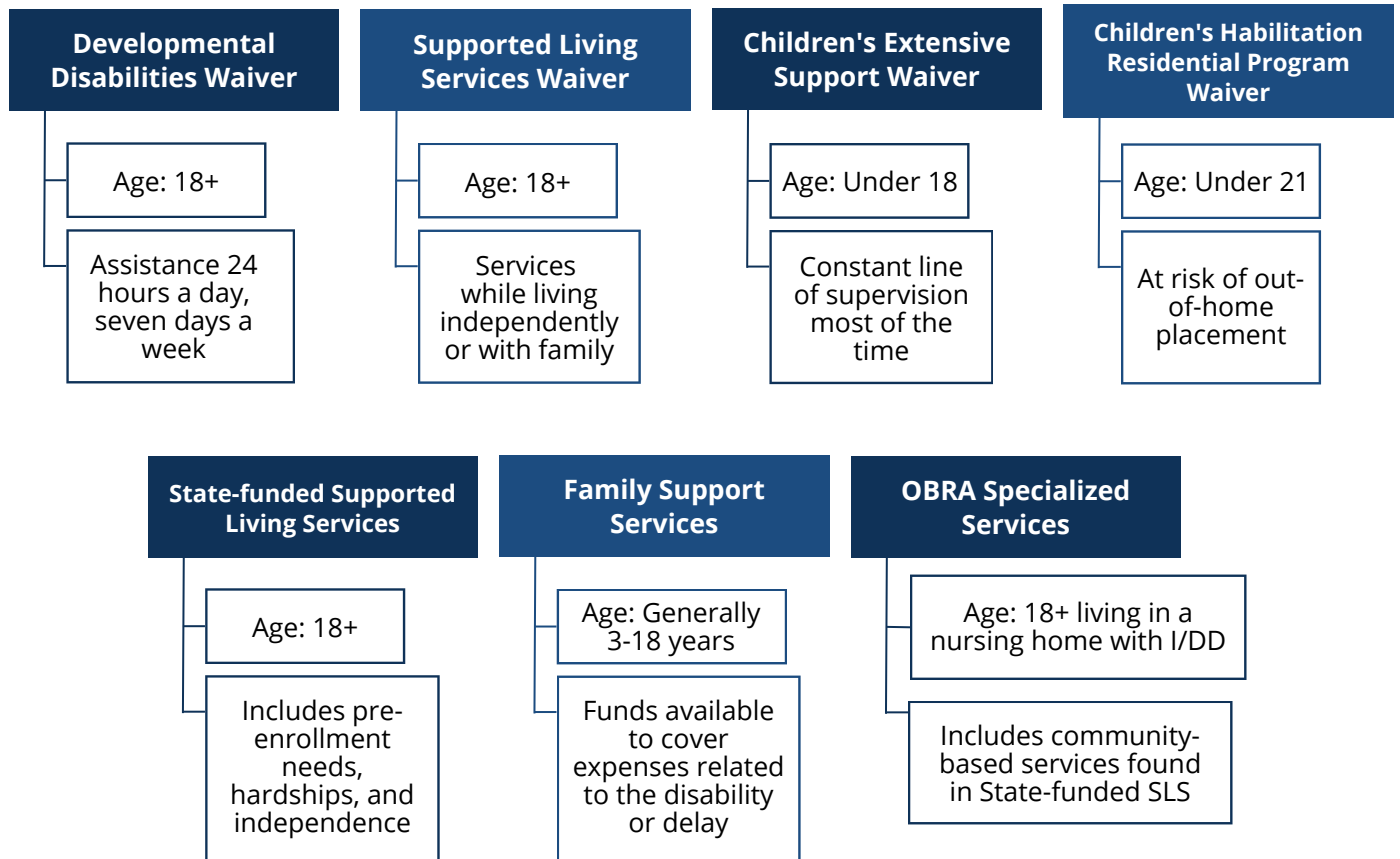 Developmental
Disabilities Waiver
Age: 18+
Assistance 24
hours a day,
seven days a
week
Supported Living
Services Waiver
Age: 18+
Services
while living
independently
or with family
Children's Extensive
Support Waiver
Age: Under 18
Constant line
of supervision
most of the
time
Children's Habilitation
Residential Program
Waiver
Age: Under 21
At risk of out-
of-home
placement
State-funded Supported
Living Services
Age: 18+
Includes pre-
enrollment
needs,
hardships, and
independence
Family Support
Services
Age: Generally
3-18 years
Funds available
to cover
expenses related
to the disability
or delay
OBRA Specialized
Services
Age: 18+ living in a
nursing home with I/DD
Includes community-
based services found
in State-funded SLS